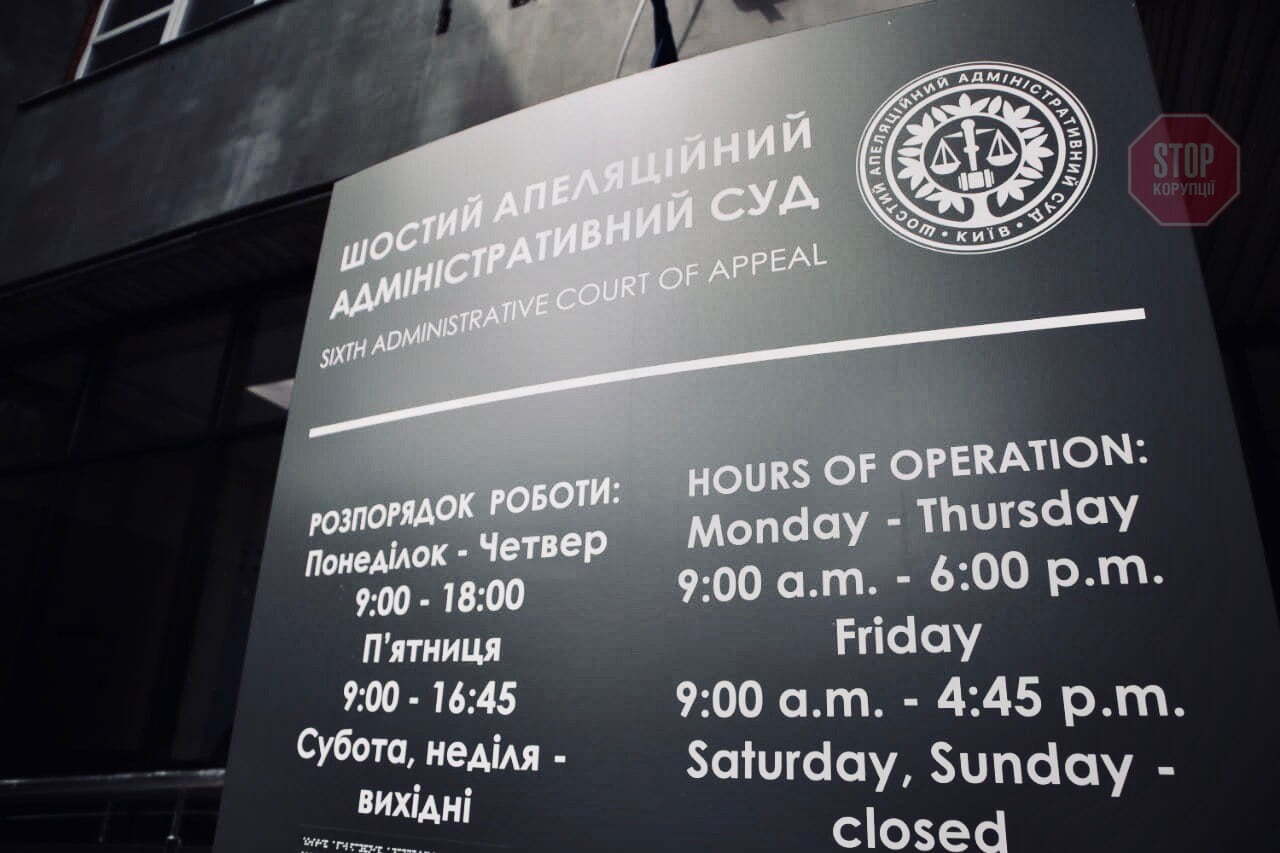 ШОСТИЙ АПЕЛЯЦІЙНИЙ
АДМІНІСТРАТИВНИЙ СУД
SIXTH ADMINISTRATIVE COURT OF APPEAL
ШОСТИЙ АПЕЛЯЦІЙНИЙ АДМІНІСТРАТИВНИЙ СУД
• КИЇВ •
STOP
КОРУПЦІЇ
РОЗПОРЯДОК РОБОТИ:
Понеділок - Четвер
9:00 - 18:00
П'ятниця
9:00 - 16:45
Субота, неділя -
вихідні
HOURS OF OPERATION:
Monday - Thursday
9:00 a.m. - 6:00 p.m.
Friday
9:00 a.m. - 4:45 p.m.
Saturday, Sunday -
closed